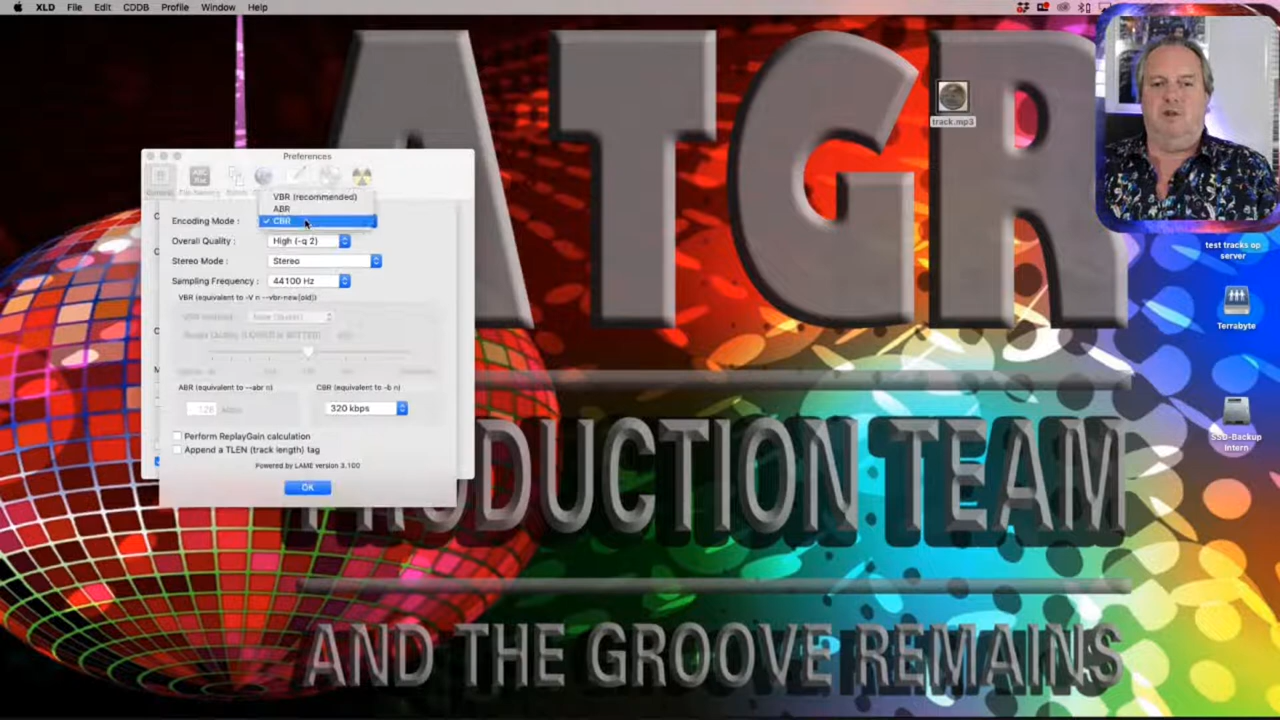 XLD File Edit CDDB Profile Window Help
ATGR
track.mp3
Preferences
VBR (recommended)
ABR
Encoding Mode : CBR
Overall Quality : High (-q 2)
Stereo Mode : Stereo
Sampling Frequency : 44100 Hz
VBR (equivalent to -V n --vbr-new(old))
ABR (equivalent to --abr n) CBR (equivalent to -b n)
128 kbps 320 kbps
Perform ReplayGain calculation
Append a TLEN (track length) tag
Powered by LAME version 3.100
OK
test tracks op
server
Terrabyte
SSD-Backup
Intern
PRODUCTION TEAM
AND THE GROOVE REMAINS